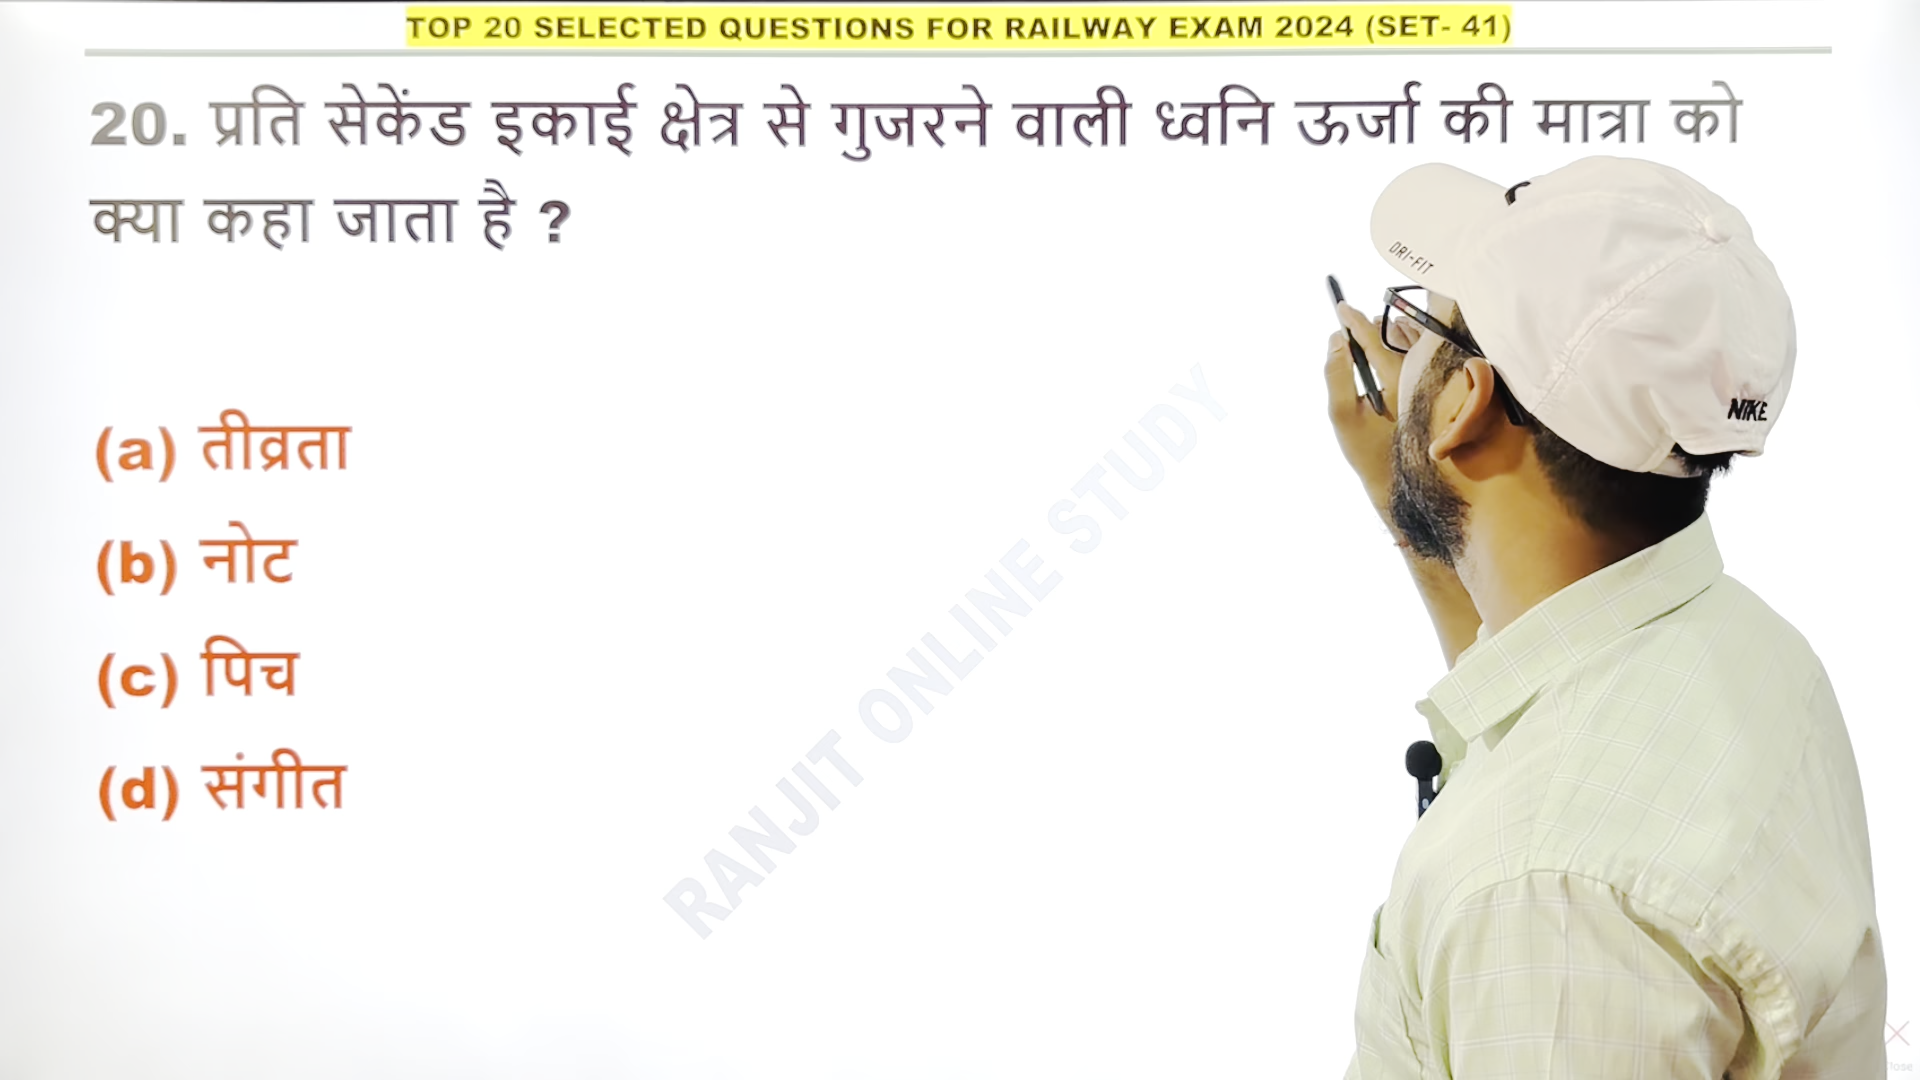 TOP 20 SELECTED QUESTIONS FOR RAILWAY EXAM 2024 (SET- 41)
20. प्रति सेकेंड इकाई क्षेत्र से गुजरने वाली ध्वनि ऊर्जा की मात्रा को
क्या कहा जाता है ?
DRI-FIT
NIKE
(a) तीव्रता
(b) नोट
(c) पिच
(d) संगीत
RANJIT ONLINE STUDY